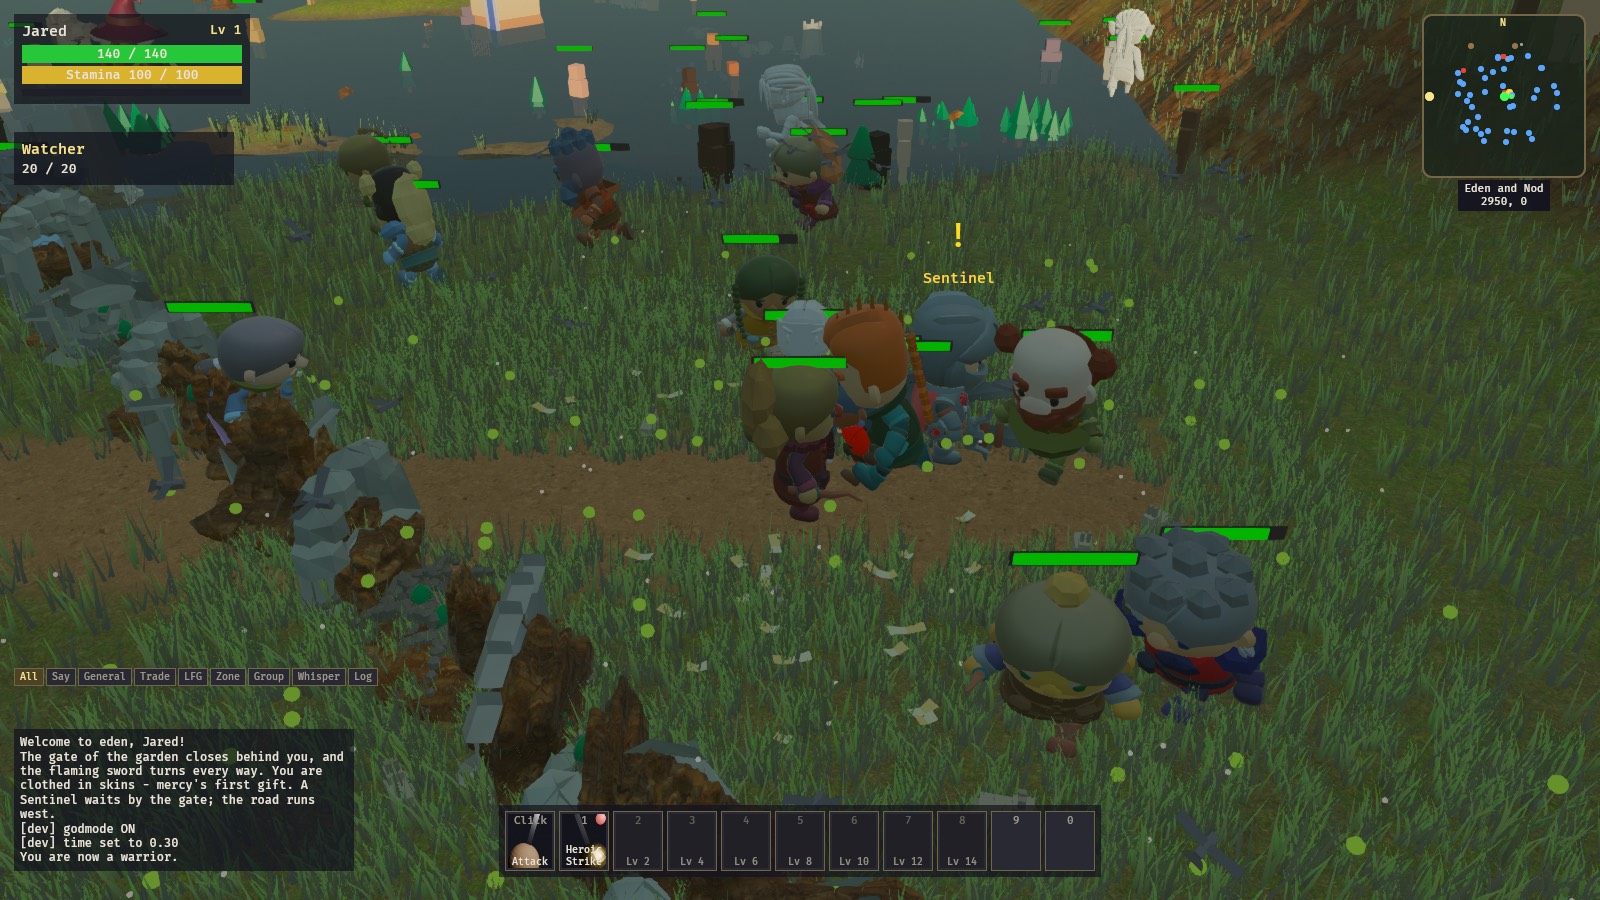 Jared Lv 1
140 / 140
Stamina 100 / 100
Watcher
20 / 20
N
Eden and Nod
2950, 0
!
Sentinel
All Say General Trade LFG Zone Group Whisper Log
Welcome to eden, Jared!
The gate of the garden closes behind you, and
the flaming sword turns every way. You are
clothed in skins - mercy's first gift. A
Sentinel waits by the gate; the road runs
west.
[dev] godmode ON
[dev] time set to 0.30
You are now a warrior.
Click 1 2 3 4 5 6 7 8 9 0
Attack Heroic Strike Lv 2 Lv 4 Lv 6 Lv 8 Lv 10 Lv 12 Lv 14